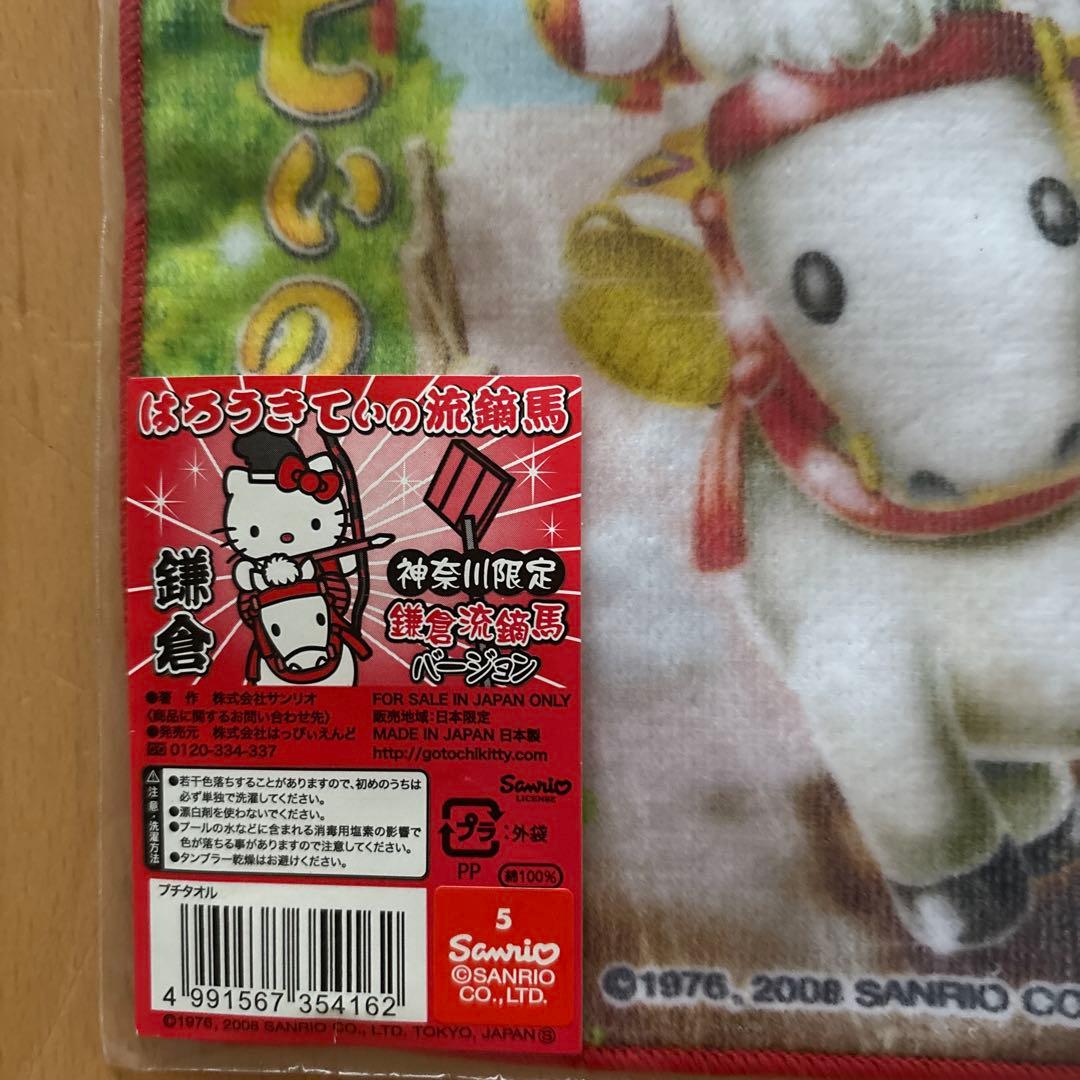 てぃの
はろうきてぃの流鏑馬
鎌倉
神奈川限定
鎌倉流鏑馬
バージョン
●著 作 株式会社サンリオ
(商品に関するお問い合わせ先)
●発売元 株式会社はっぴぃえんど
0120-334-337
FOR SALE IN JAPAN ONLY
販売地域:日本限定
MADE IN JAPAN 日本製
http://gotochikitty.com
注意・洗濯方法
●若干色落ちすることがありますので、初めのうちは
必ず単独で洗濯してください。
●漂白剤を使わないでください。
●プールの水などに含まれる消毒用塩素の影響で
色が落ちる事がありますので注意してください。
●タンブラー乾燥はお避けください。
Sanrio
LICENSE
プラ:外袋
PP 綿100%
プチタオル
4 991567 354162
5
Sanrio
©SANRIO
CO.,LTD.
©1976, 2008 SANRIO CO., LTD. TOKYO, JAPAN Ⓢ
©1976, 2008 SANRIO CO